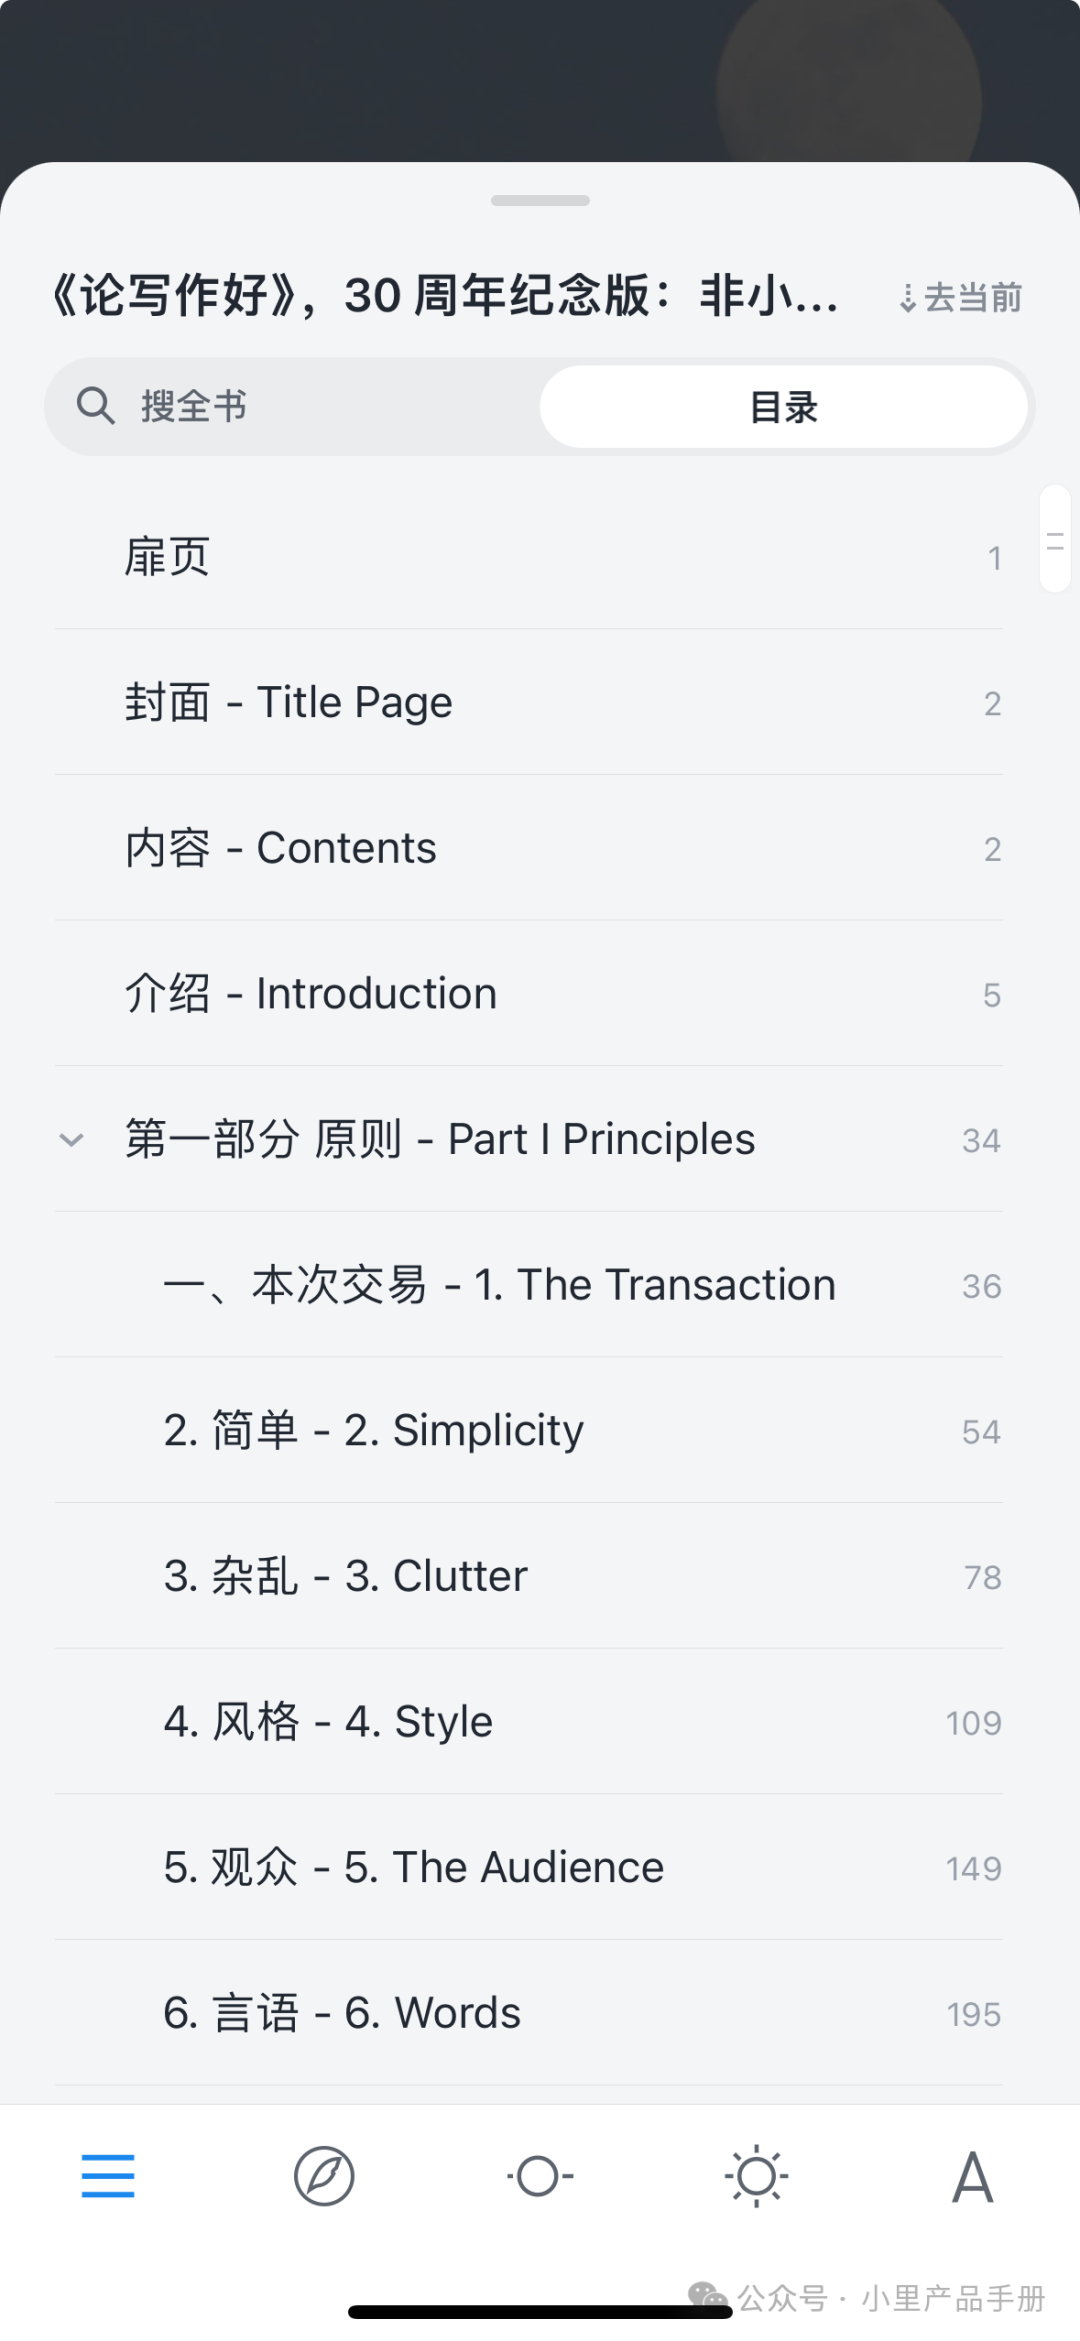 《论写作好》，30 周年纪念版：非小...
去当前
搜全书
目录
扉页
1
封面 - Title Page
2
内容 - Contents
2
介绍 - Introduction
5
第一部分 原则 - Part I Principles
34
一、本次交易 - 1. The Transaction
36
2. 简单 - 2. Simplicity
54
3. 杂乱 - 3. Clutter
78
4. 风格 - 4. Style
109
5. 观众 - 5. The Audience
149
6. 言语 - 6. Words
195
A
公众号 · 小里产品手册